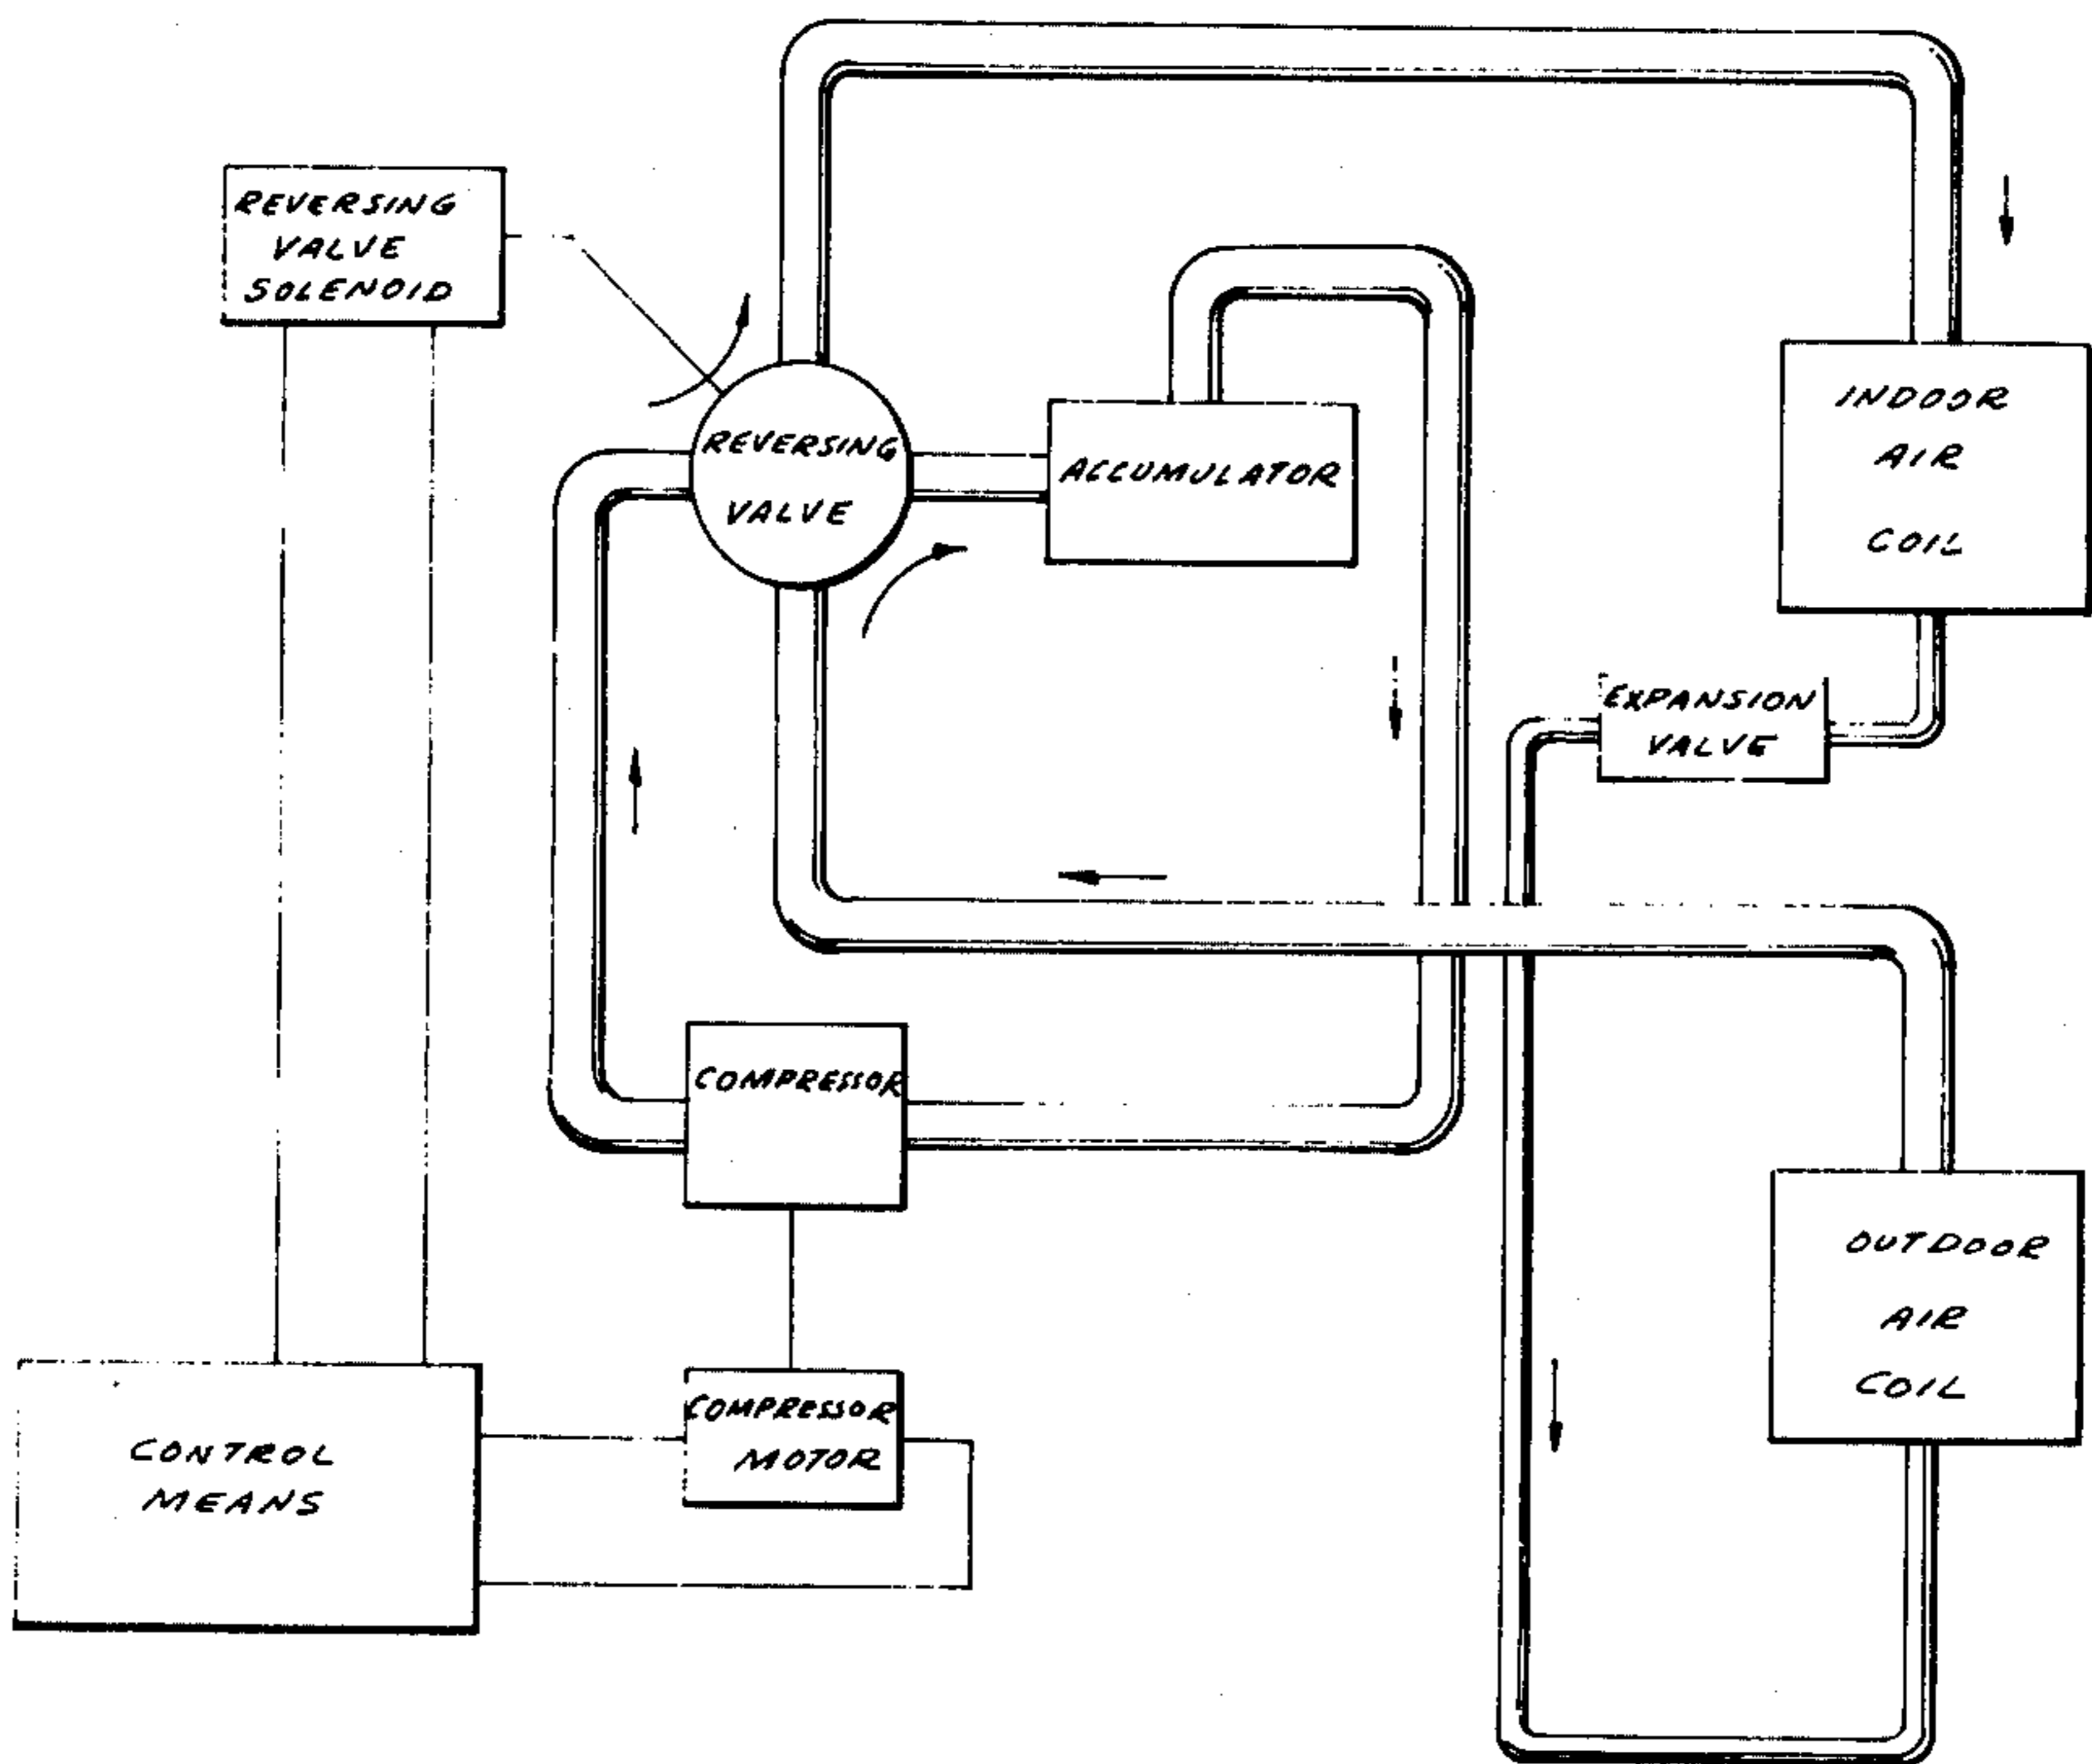 REVERSING
VALVE
SOLENOID
REVERSING
VALVE
ACCUMULATOR
INDOOR
AIR
COIL
EXPANSION
VALVE
COMPRESSOR
OUTDOOR
AIR
COIL
COMPRESSOR
MOTOR
CONTROL
MEANS